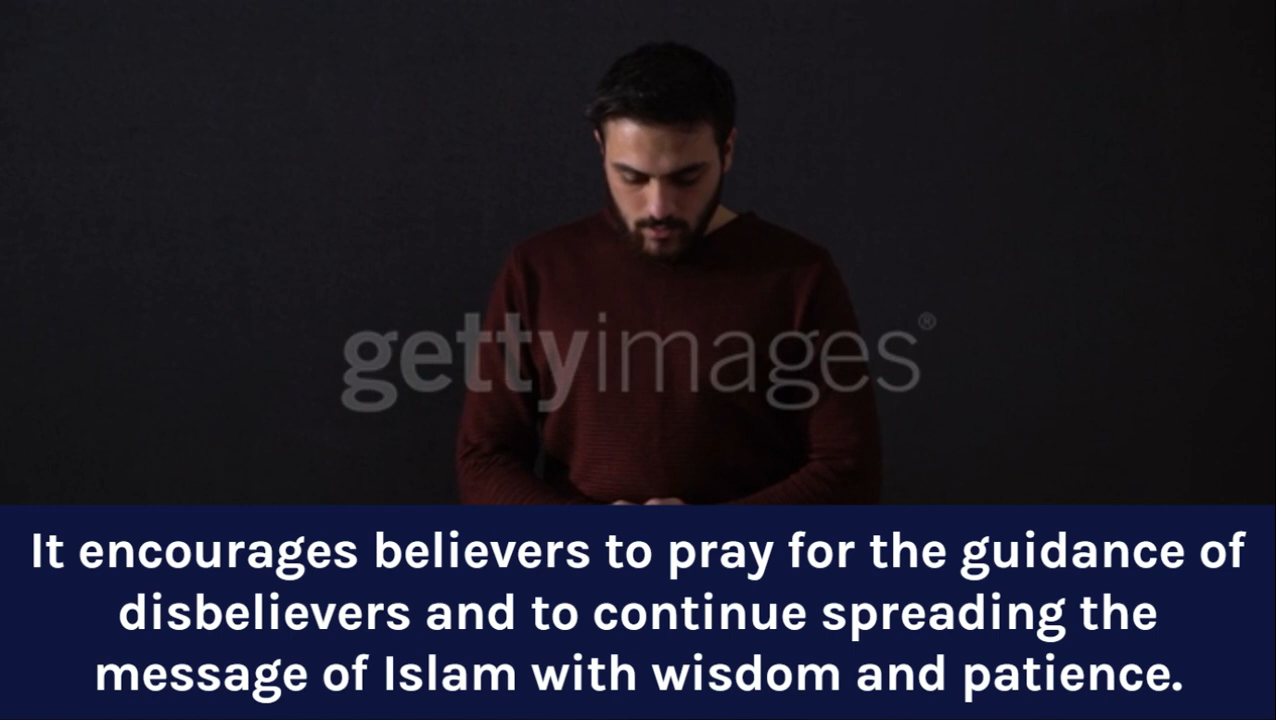 gettyimages®
It encourages believers to pray for the guidance of
disbelievers and to continue spreading the
message of Islam with wisdom and patience.